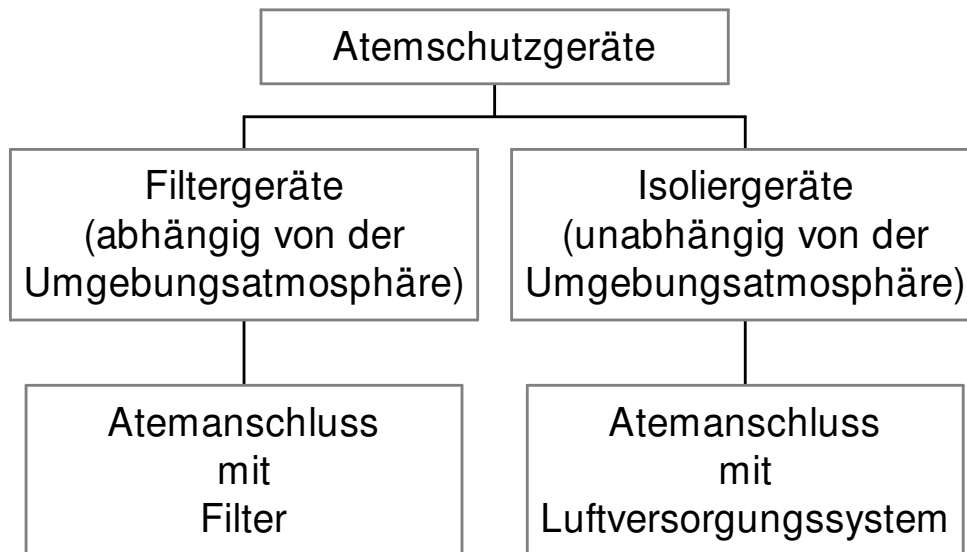 Atemschutzgeräte
Filtergeräte
(abhängig von der
Umgebungsatmosphäre)
Isoliergeräte
(unabhängig von der
Umgebungsatmosphäre)
Atemanschluss
mit
Filter
Atemanschluss
mit
Luftversorgungssystem